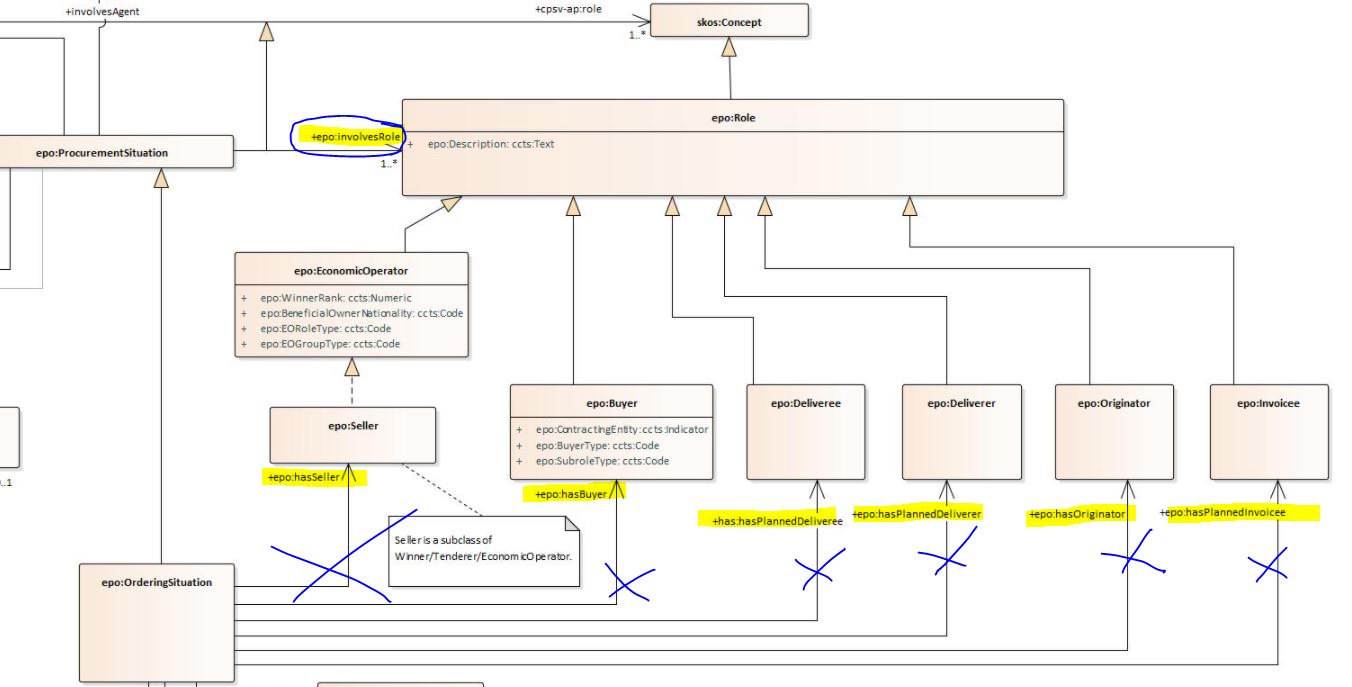 +involvesAgent
+cpsv-ap:role
1..*
skos:Concept
epo:Role
+ epo:Description: ccts:Text
+epo:involvesRole
1..*
epo:ProcurementSituation
epo:EconomicOperator
+ epo:WinnerRank: ccts:Numeric
+ epo:BeneficialOwnerNationality: ccts:Code
+ epo:EORoleType: ccts:Code
+ epo:EOGroupType: ccts:Code
epo:Seller
+epo:hasSeller
epo:Buyer
+ epo:ContractingEntity: ccts:Indicator
+ epo:BuyerType: ccts:Code
+ epo:SubroleType: ccts:Code
+epo:hasBuyer
epo:Deliveree
+has:hasPlannedDeliveree
epo:Deliverer
+epo:hasPlannedDeliverer
epo:Originator
+epo:hasOriginator
epo:Invoicee
+epo:hasPlannedInvoicee
..1
Seller is a subclass of
Winner/Tenderer/EconomicOperator.
epo:OrderingSituation